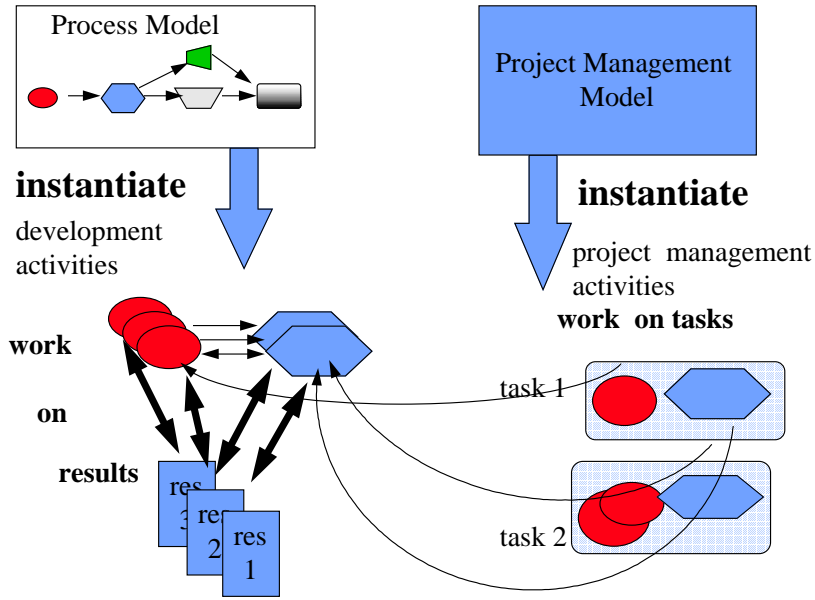 Process Model
Project Management
Model
instantiate
development
activities
instantiate
project management
activities
work on tasks
work
on
results
task 1
task 2
res
3
res
2
res
1